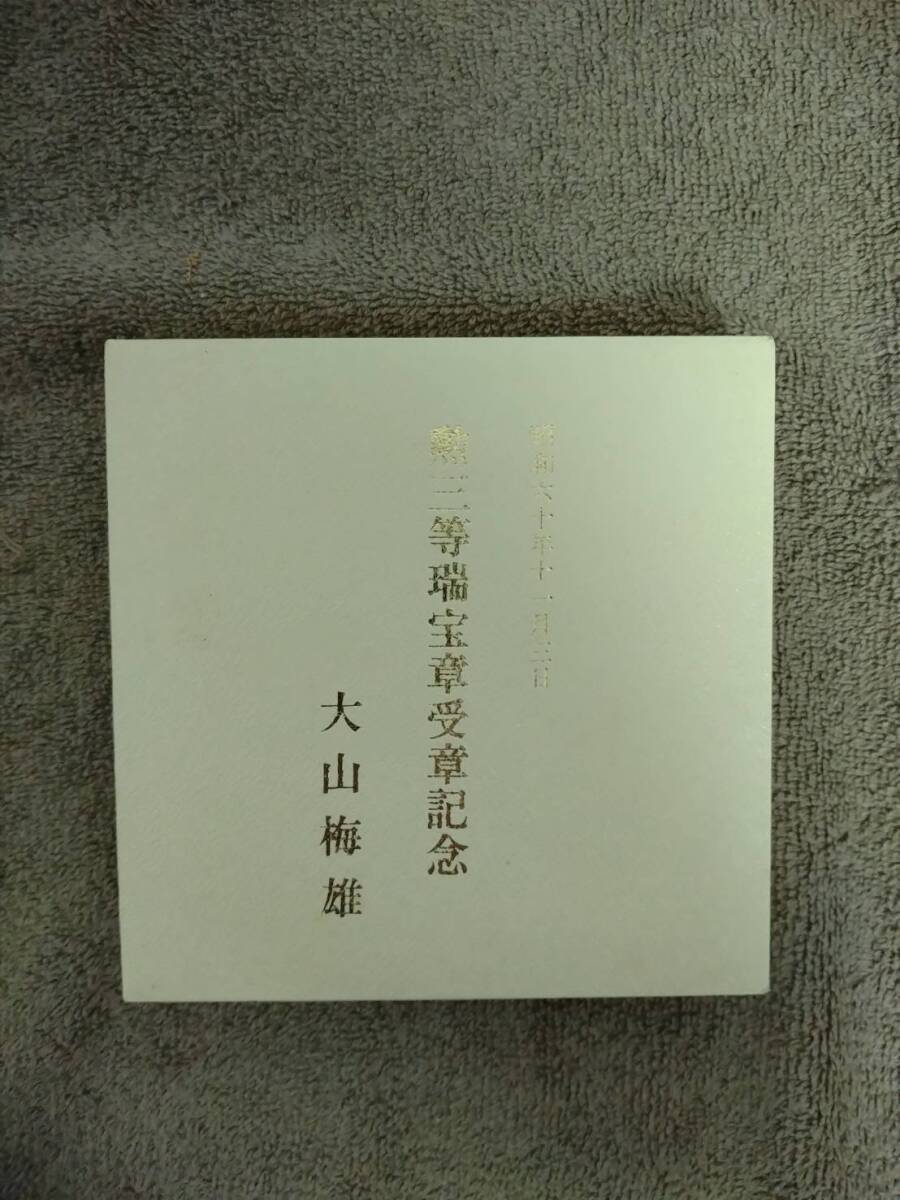 昭和六十年十一月三日
勲三等瑞宝章受章記念
大山梅雄